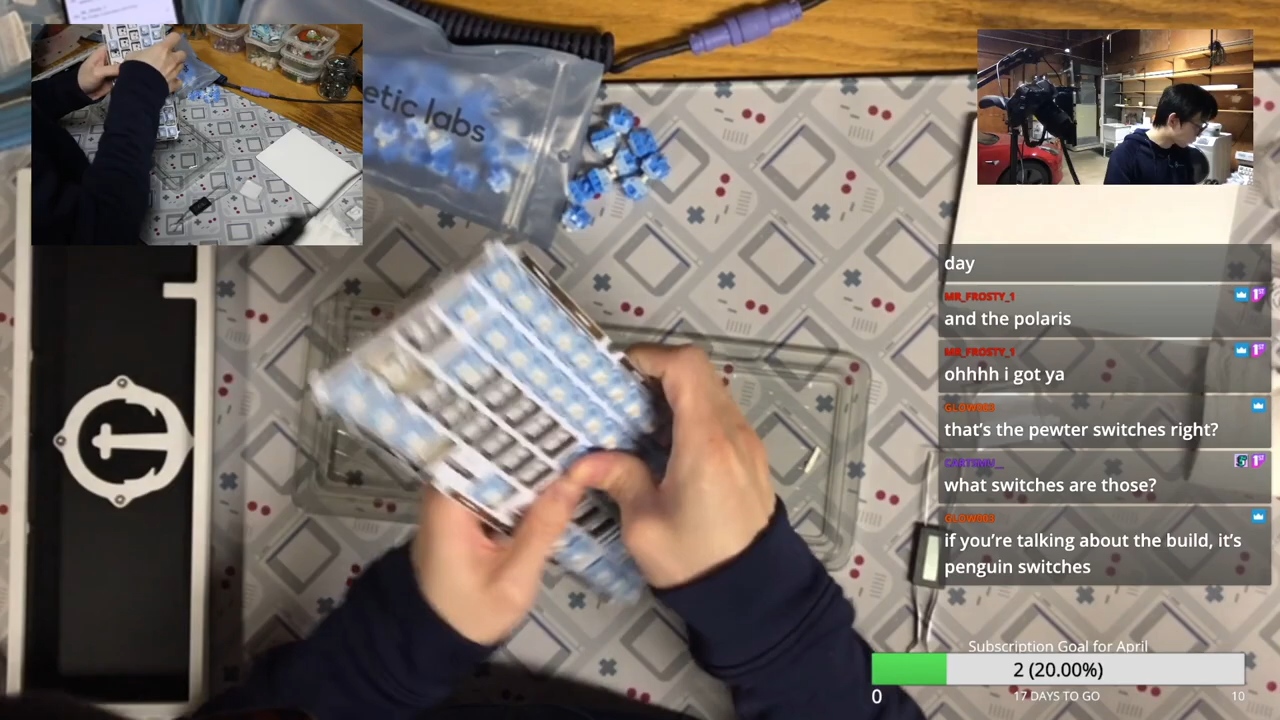 etic labs
day
MR_FROSTY_1
and the polaris
MR_FROSTY_1
ohhhh i got ya
that's the pewter switches right?
what switches are those?
if you're talking about the build, it's
penguin switches
Subscription Goal for April
2 (20.00%)
0
17 DAYS TO GO
10